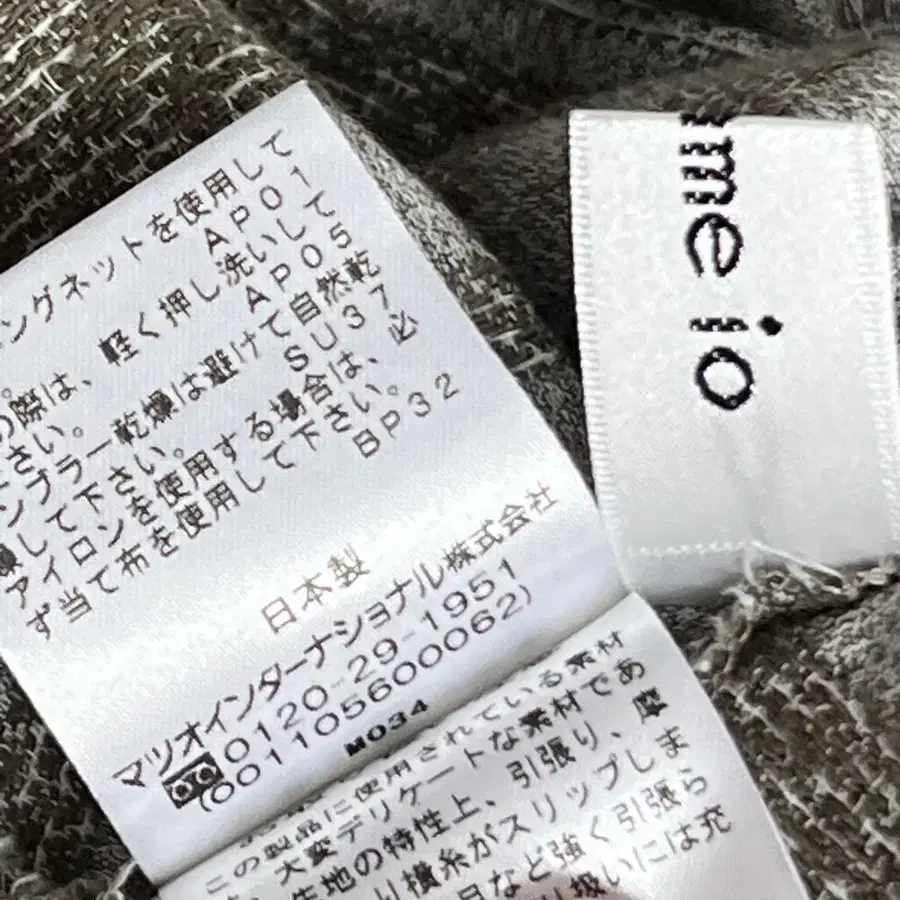 ングネットを使用して
AP01
の際は、軽く押し洗いして
さい。 AP05
ンブラー乾燥は避けて自然乾
して下さい。 SU37
アイロンを使用する場合は、必
ず当て布を使用して下さい。
BP32
日本製
マツオインターナショナル株式会社
0120-29-1951
(001105600062)
M034
この製品に使用されている素材
大変デリケートな素材であ
生地の特性上、引張り、摩
横糸がスリップしま
など強く引張ら
扱いには充
me io